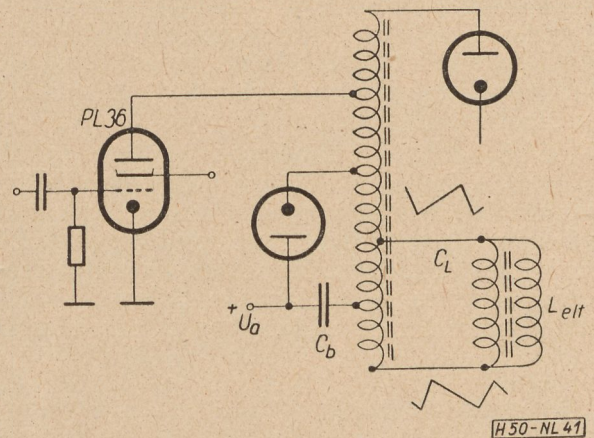 PL36
C_L
L_elt
+ U_a
C_b
H50-NL41